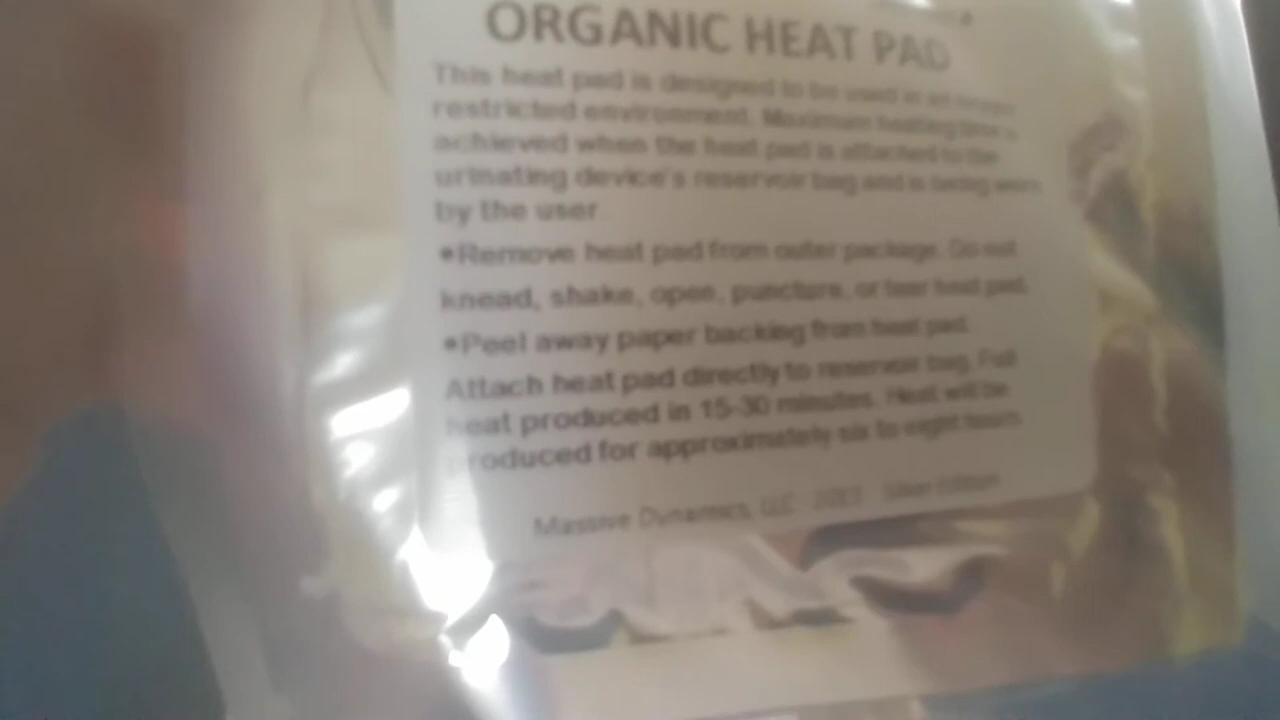 ORGANIC HEAT PAD
This heat pad is designed to be used in an
restricted environment. Maximum heating time is
achieved when the heat pad is attached to the
urinating device's reservoir bag and is being worn
by the user
•Remove heat pad from outer package. Do not
knead, shake, open, puncture, or tear heat pad.
•Peel away paper backing from heat pad.
Attach heat pad directly to reservoir bag. Full
heat produced in 15-30 minutes. Heat will be
produced for approximately six to eight hours
Massive Dynamics, LLC